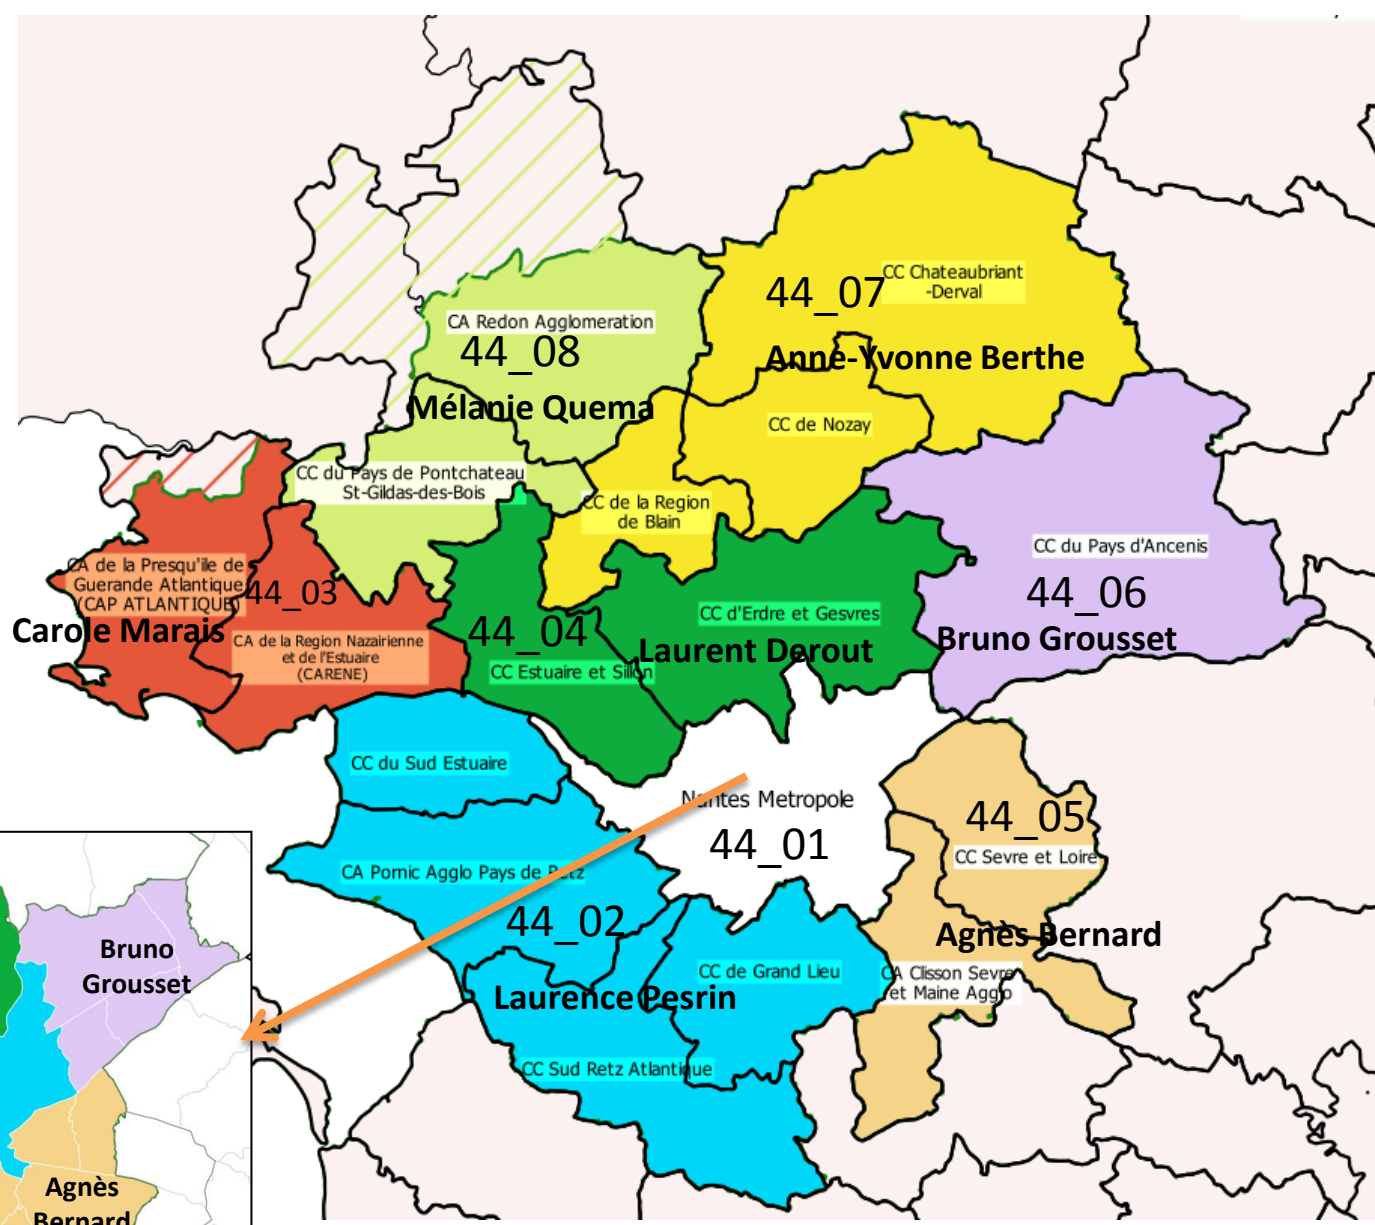 CC Chateaubriant
-Derval
44_07
CA Redon Agglomeration
44_08
Anne-Yvonne Berthe
Mélanie Quema
CC de Nozay
CC du Pays de Pontchateau
St-Gildas-des-Bois
CC de la Region
de Blain
CC du Pays d'Ancenis
CA de la Presqu'ile de
Guerande Atlantique
(CAP ATLANTIQUE)
44_03
44_06
CC d'Erdre et Gesvres
Carole Marais
44_04
Laurent Derout
Bruno Grousset
CA de la Region Nazairienne
et de l'Estuaire
(CARENE)
CC Estuaire et Sillon
CC du Sud Estuaire
Nantes Metropole
44_01
44_05
CC Sevre et Loire
CA Pornic Agglo Pays de Retz
44_02
Agnès Bernard
CC de Grand Lieu
CA Clisson Sevre
et Maine Agglo
Laurence Pesrin
CC Sud Retz Atlantique
Bruno
Grousset
Agnès
Bernard